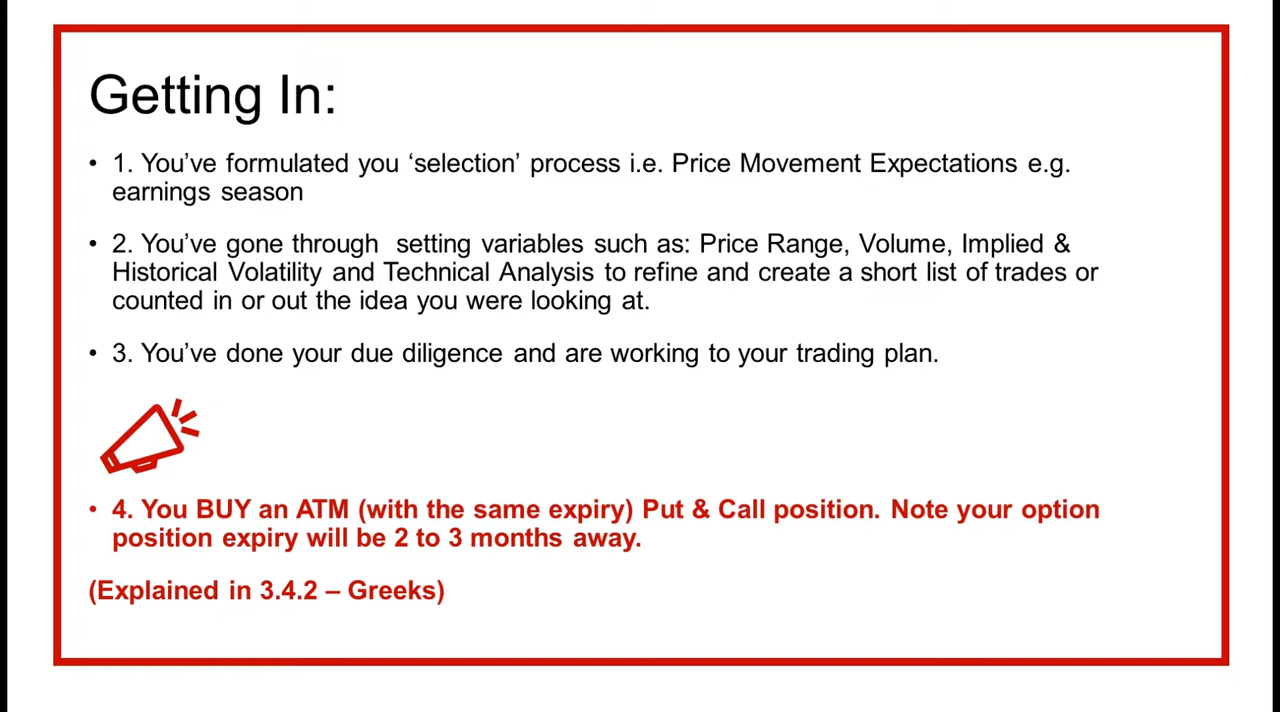 Getting In:
• 1. You’ve formulated you ‘selection’ process i.e. Price Movement Expectations e.g.
earnings season
• 2. You’ve gone through  setting variables such as: Price Range, Volume, Implied &
Historical Volatility and Technical Analysis to refine and create a short list of trades or
counted in or out the idea you were looking at.
• 3. You’ve done your due diligence and are working to your trading plan.
• 4. You BUY an ATM (with the same expiry) Put & Call position. Note your option
position expiry will be 2 to 3 months away.
(Explained in 3.4.2 – Greeks)